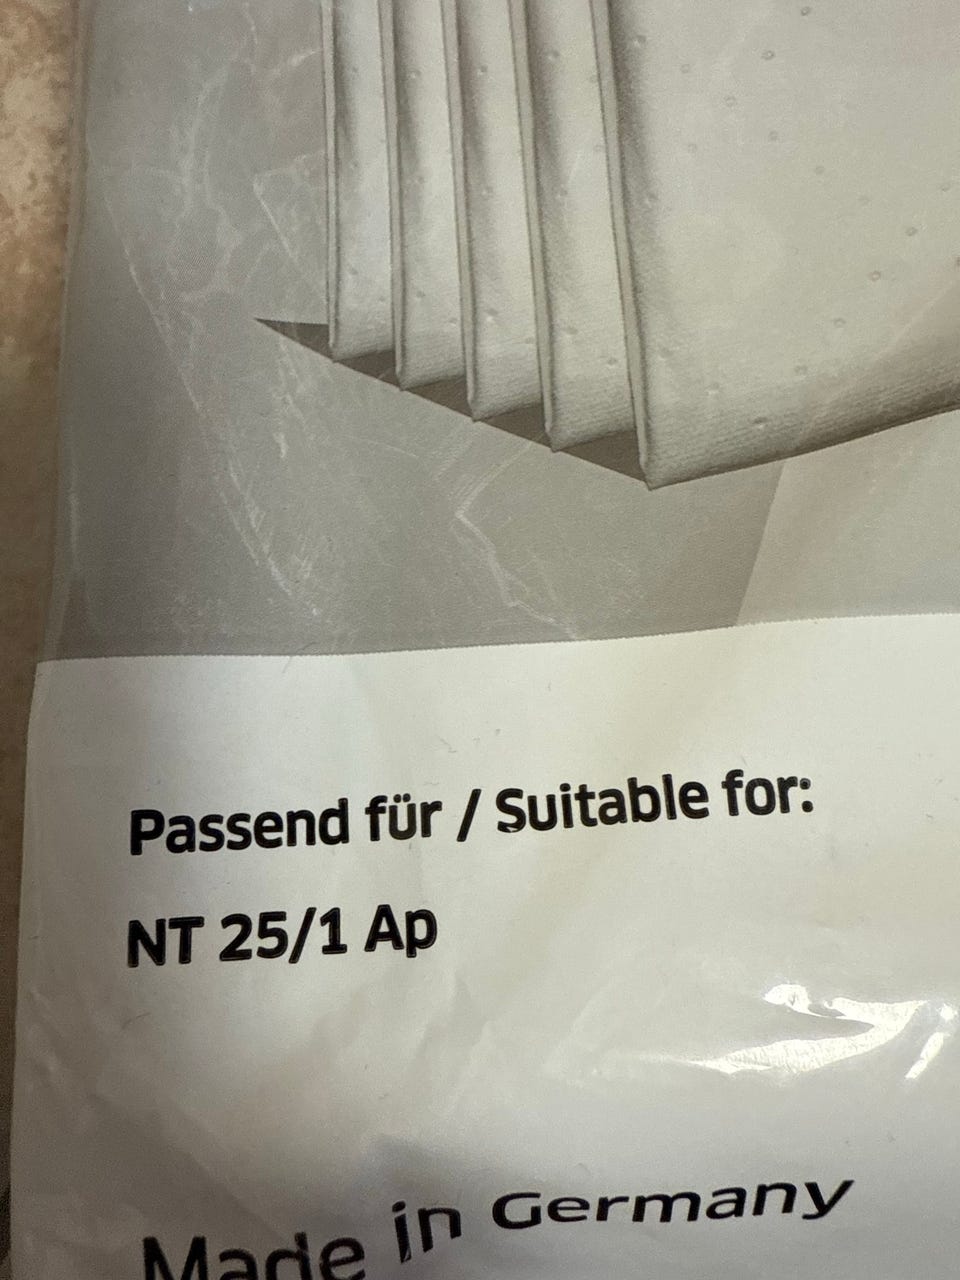 Passend für / Suitable for:
NT 25/1 Ap
Made in Germany